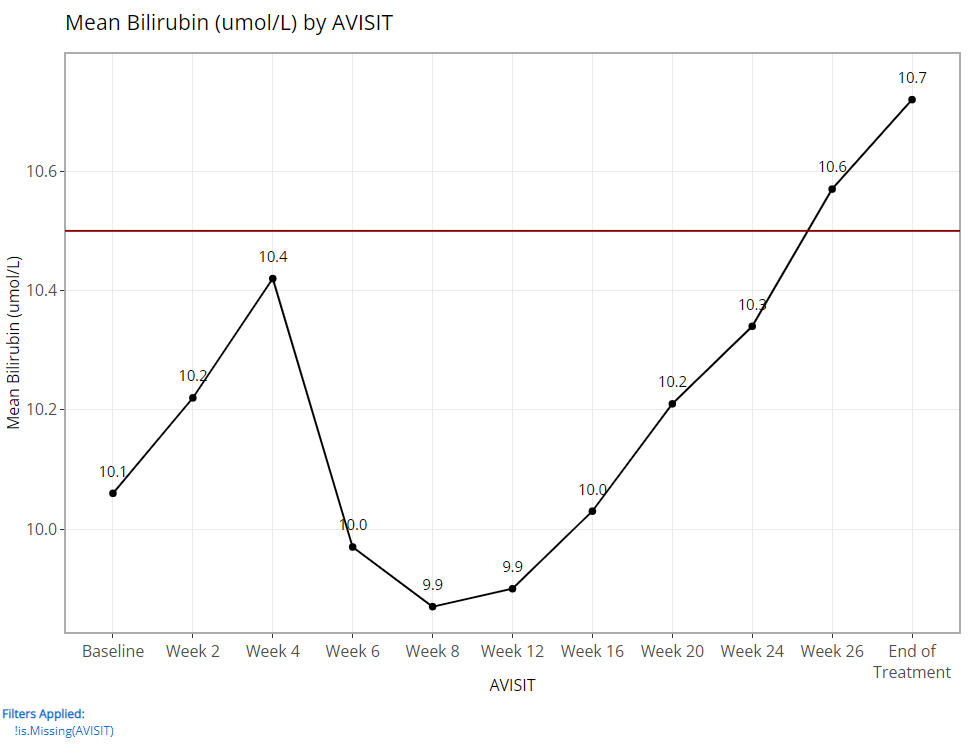 Mean Bilirubin (umol/L) by AVISIT
10.7
10.6
10.6
10.4
10.4
10.3
10.2
10.2
10.2
10.1
10.0
10.0
10.0
9.9
9.9
Mean Bilirubin (umol/L)
Baseline Week 2 Week 4 Week 6 Week 8 Week 12 Week 16 Week 20 Week 24 Week 26 End of
Treatment
AVISIT
Filters Applied:
!is.Missing(AVISIT)